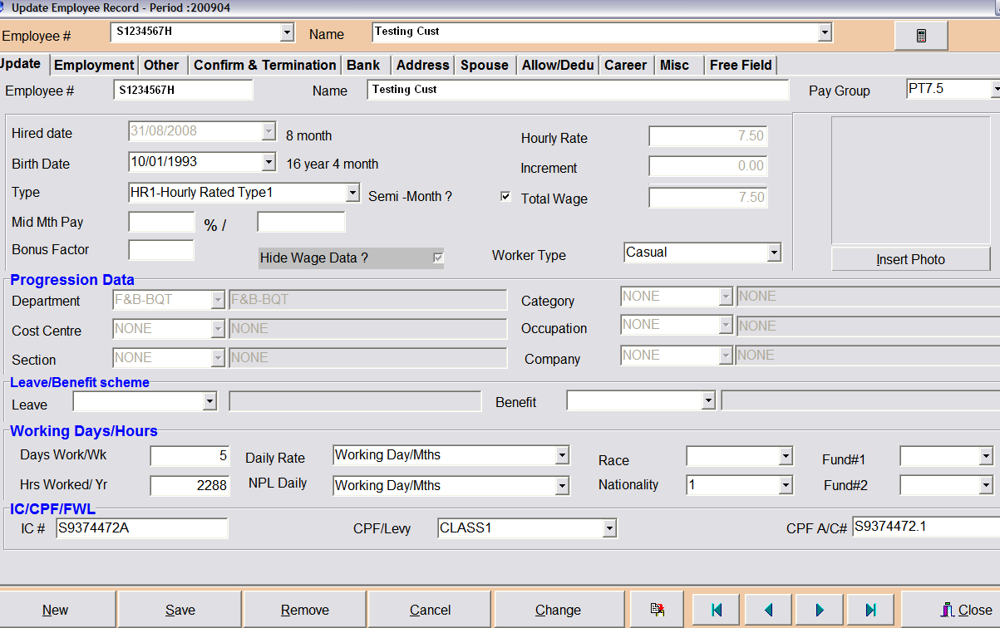 Update Employee Record - Period :200904
Employee # S1234567H Name Testing Cust
Update Employment Other Confirm & Termination Bank Address Spouse Allow/Dedu Career Misc Free Field
Employee # S1234567H Name Testing Cust Pay Group PT7.5
Hired date 31/08/2008 8 month Hourly Rate 7.50
Birth Date 10/01/1993 16 year 4 month Increment 0.00
Type HR1-Hourly Rated Type1 Semi -Month ? Total Wage 7.50
Mid Mth Pay % /
Bonus Factor Hide Wage Data ? Worker Type Casual Insert Photo
Progression Data
Department F&B-BQT F&B-BQT Category NONE NONE
Cost Centre NONE NONE Occupation NONE NONE
Section NONE NONE Company NONE NONE
Leave/Benefit scheme
Leave Benefit
Working Days/Hours
Days Work/Wk 5 Daily Rate Working Day/Mths Race Fund#1
Hrs Worked/ Yr 2288 NPL Daily Working Day/Mths Nationality 1 Fund#2
IC/CPF/FWL
IC # S9374472A CPF/Levy CLASS1 CPF A/C# S9374472.1
New Save Remove Cancel Change Close